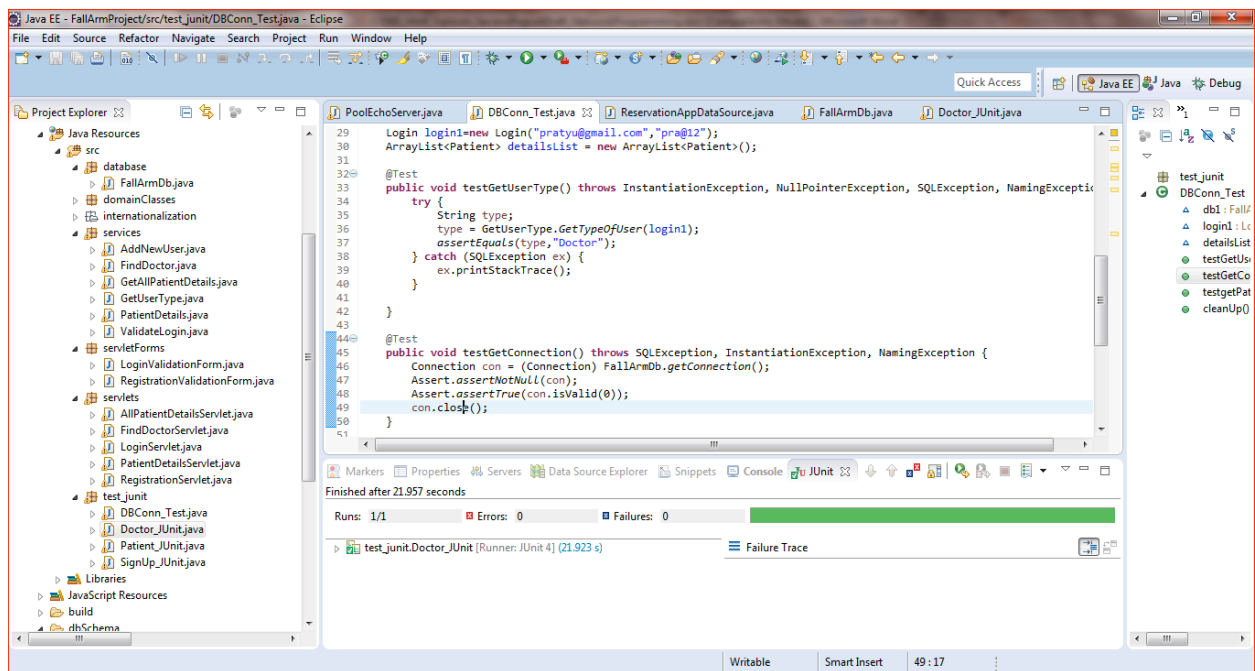 Java EE - FallArmProject/src/test_junit/DBConn_Test.java - Eclipse
File Edit Source Refactor Navigate Search Project Run Window Help
Quick Access
Java EE
Java
Debug
Project Explorer
Java Resources
src
database
FallArmDb.java
domainClasses
internationalization
services
AddNewUser.java
FindDoctor.java
GetAllPatientDetails.java
GetUserType.java
PatientDetails.java
ValidateLogin.java
servletForms
LoginValidationForm.java
RegistrationValidationForm.java
servlets
AllPatientDetailsServlet.java
FindDoctorServlet.java
LoginServlet.java
PatientDetailsServlet.java
RegistrationServlet.java
test_junit
DBConn_Test.java
Doctor_JUnit.java
Patient_JUnit.java
SignUp_JUnit.java
Libraries
JavaScript Resources
build
dbSchema
PoolEchoServer.java
DBConn_Test.java
ReservationAppDataSource.java
FallArmDb.java
Doctor_JUnit.java
29 Login login1=new Login("pratyu@gmail.com","pra@12");
30 ArrayList<Patient> detailsList = new ArrayList<Patient>();
31
32 @Test
33 public void testGetUserType() throws InstantiationException, NullPointerException, SQLException, NamingExceptio
34 try {
35 String type;
36 type = GetUserType.GetTypeOfUser(login1);
37 assertEquals(type,"Doctor");
38 } catch (SQLException ex) {
39 ex.printStackTrace();
40 }
41
42 }
43
44 @Test
45 public void testGetConnection() throws SQLException, InstantiationException, NamingException {
46 Connection con = (Connection) FallArmDb.getConnection();
47 Assert.assertNotNull(con);
48 Assert.assertTrue(con.isValid(0));
49 con.close();
50 }
51
Markers
Properties
Servers
Data Source Explorer
Snippets
Console
JUnit
Finished after 21.957 seconds
Runs: 1/1
Errors: 0
Failures: 0
test_junit.Doctor_JUnit [Runner: JUnit 4] (21.923 s)
Failure Trace
test_junit
DBConn_Test
db1 : FallA
login1 : Lo
detailsList
testGetUse
testGetCo
testgetPat
cleanUp()
Writable
Smart Insert
49 : 17